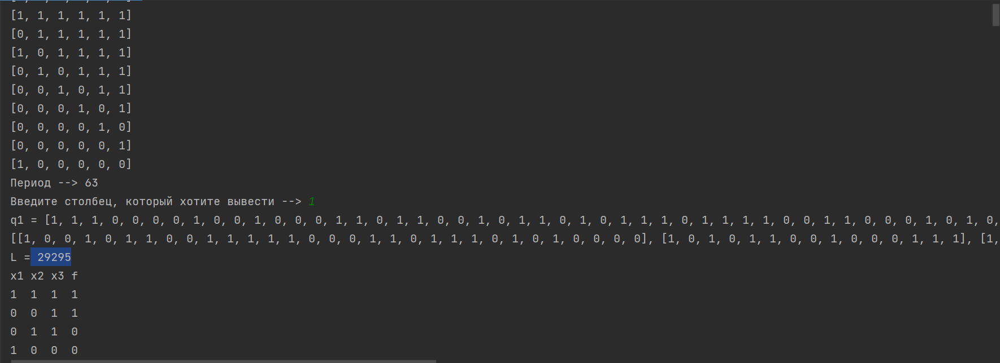 [1, 1, 1, 1, 1, 1]
[0, 1, 1, 1, 1, 1]
[1, 0, 1, 1, 1, 1]
[0, 1, 0, 1, 1, 1]
[0, 0, 1, 0, 1, 1]
[0, 0, 0, 1, 0, 1]
[0, 0, 0, 0, 1, 0]
[0, 0, 0, 0, 0, 1]
[1, 0, 0, 0, 0, 0]
Период --> 63
Введите столбец, который хотите вывести --> 1
q1 = [1, 1, 1, 0, 0, 0, 0, 1, 0, 0, 1, 0, 0, 0, 1, 1, 0, 1, 1, 0, 0, 1, 0, 1, 1, 0, 1, 0, 1, 1, 1, 0, 1, 1, 1, 1, 0, 0, 1, 1, 0, 0, 0, 1, 0, 1, 0,
[[1, 0, 0, 1, 0, 1, 1, 0, 0, 1, 1, 1, 1, 1, 0, 0, 0, 1, 1, 0, 1, 1, 1, 0, 1, 0, 1, 0, 0, 0, 0], [1, 0, 1, 0, 1, 1, 0, 0, 1, 0, 0, 0, 1, 1, 1], [1,
L = 29295
x1 x2 x3 f
1 1 1 1
0 0 1 1
0 1 1 0
1 0 0 0